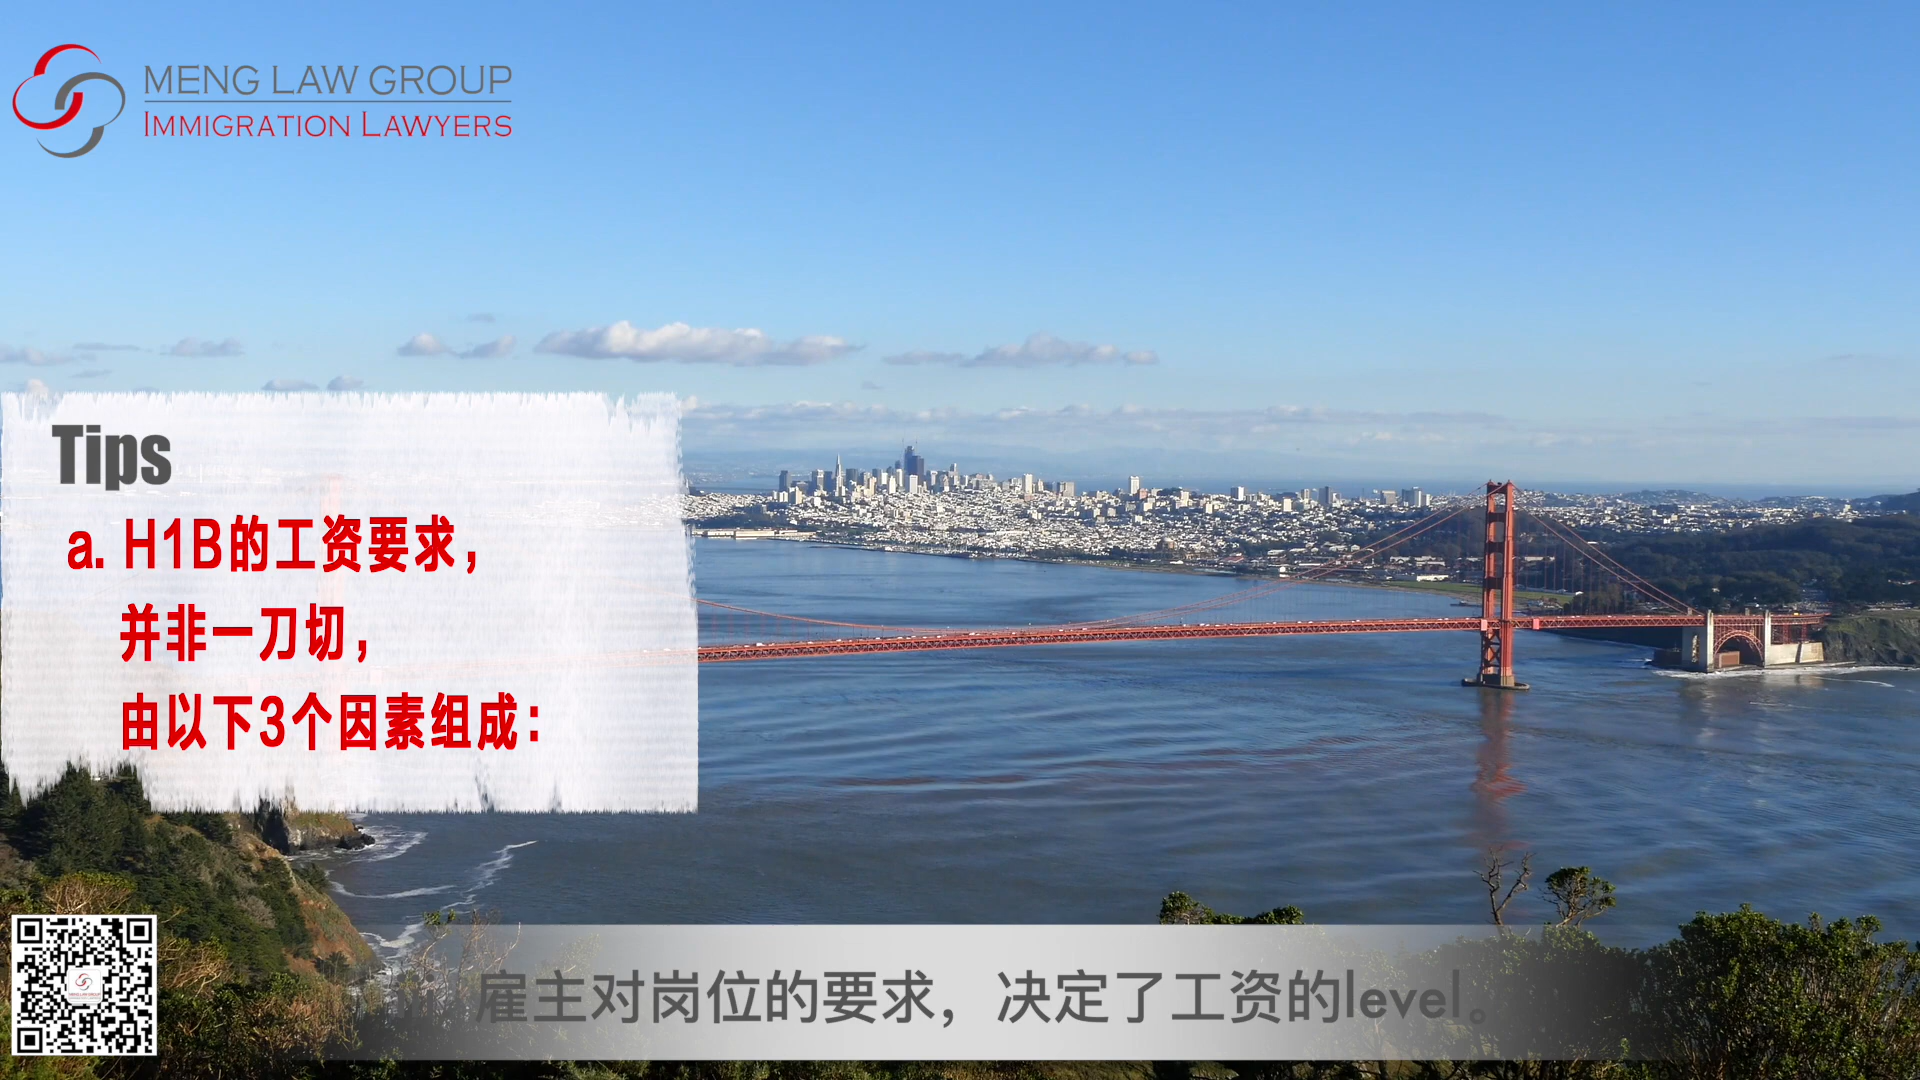 MENG LAW GROUP
IMMIGRATION LAWYERS
Tips
a. H1B的工资要求，
并非一刀切，
由以下3个因素组成：
雇主对岗位的要求，决定了工资的level。